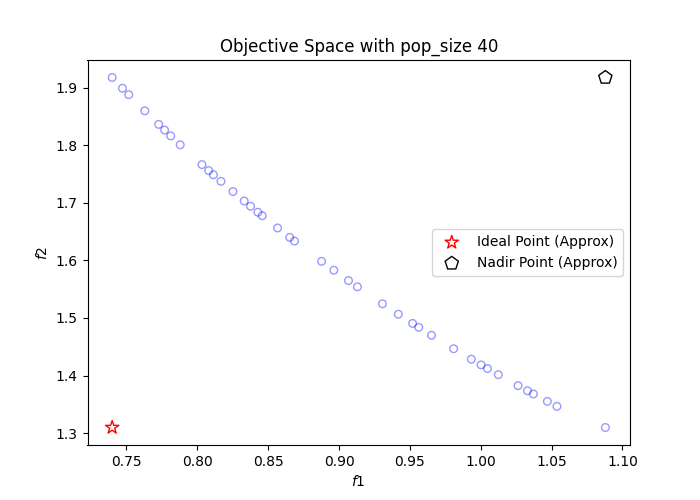 Objective Space with pop_size 40
f2
1.9
1.8
1.7
1.6
1.5
1.4
1.3
Ideal Point (Approx)
Nadir Point (Approx)
0.75 0.80 0.85 0.90 0.95 1.00 1.05 1.10
f1